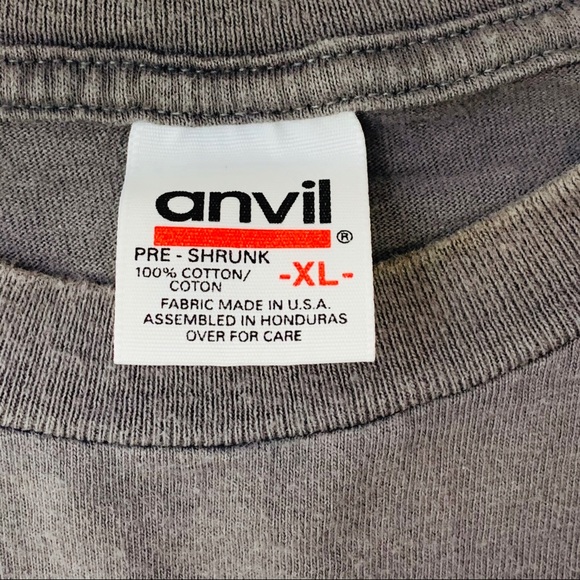 anvil®
PRE - SHRUNK
100% COTTON/
COTON
-XL-
FABRIC MADE IN U.S.A.
ASSEMBLED IN HONDURAS
OVER FOR CARE